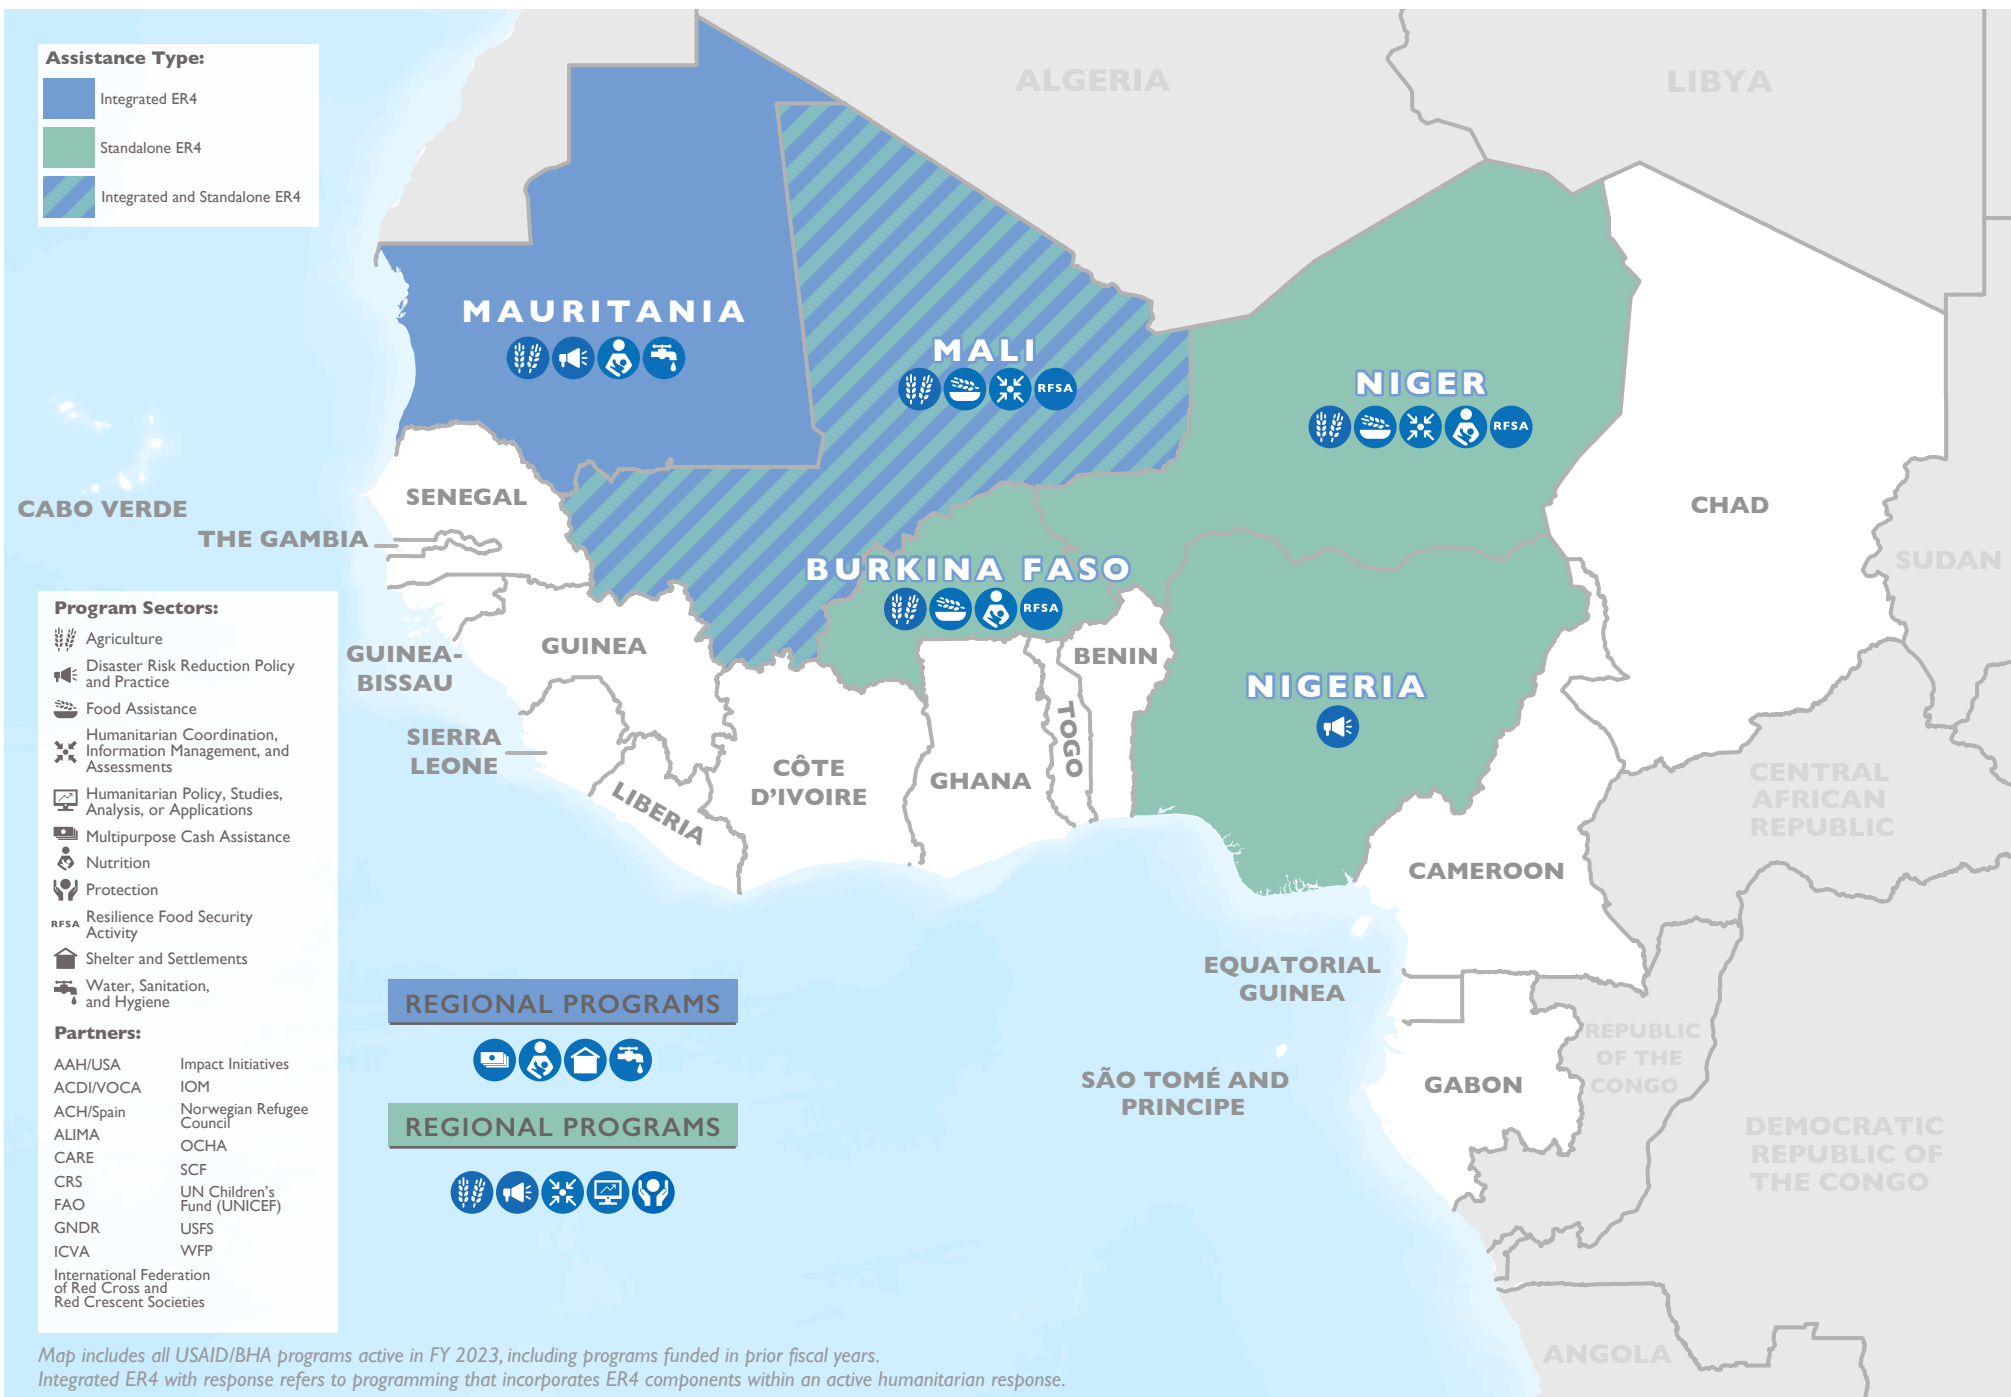 Assistance Type:
Integrated ER4
Standalone ER4
Integrated and Standalone ER4
ALGERIA
LIBYA
MAURITANIA
MALI
RFSA
NIGER
RFSA
CHAD
SUDAN
SENEGAL
CABO VERDE
THE GAMBIA
BURKINA FASO
RFSA
GUINEA-
BISSAU
GUINEA
BENIN
TOGO
NIGERIA
SIERRA
LEONE
LIBERIA
CÔTE
D'IVOIRE
GHANA
CENTRAL
AFRICAN
REPUBLIC
CAMEROON
EQUATORIAL
GUINEA
REPUBLIC
OF THE
CONGO
SÃO TOMÉ AND
PRINCIPE
GABON
DEMOCRATIC
REPUBLIC OF
THE CONGO
ANGOLA
Program Sectors:
Agriculture
Disaster Risk Reduction Policy
and Practice
Food Assistance
Humanitarian Coordination,
Information Management, and
Assessments
Humanitarian Policy, Studies,
Analysis, or Applications
Multipurpose Cash Assistance
Nutrition
Protection
RFSA Resilience Food Security
Activity
Shelter and Settlements
Water, Sanitation,
and Hygiene
Partners:
AAH/USA
ACDI/VOCA
ACH/Spain
ALIMA
CARE
CRS
FAO
GNDR
ICVA
International Federation
of Red Cross and
Red Crescent Societies
Impact Initiatives
IOM
Norwegian Refugee
Council
OCHA
SCF
UN Children's
Fund (UNICEF)
USFS
WFP
REGIONAL PROGRAMS
REGIONAL PROGRAMS
Map includes all USAID/BHA programs active in FY 2023, including programs funded in prior fiscal years.
Integrated ER4 with response refers to programming that incorporates ER4 components within an active humanitarian response.